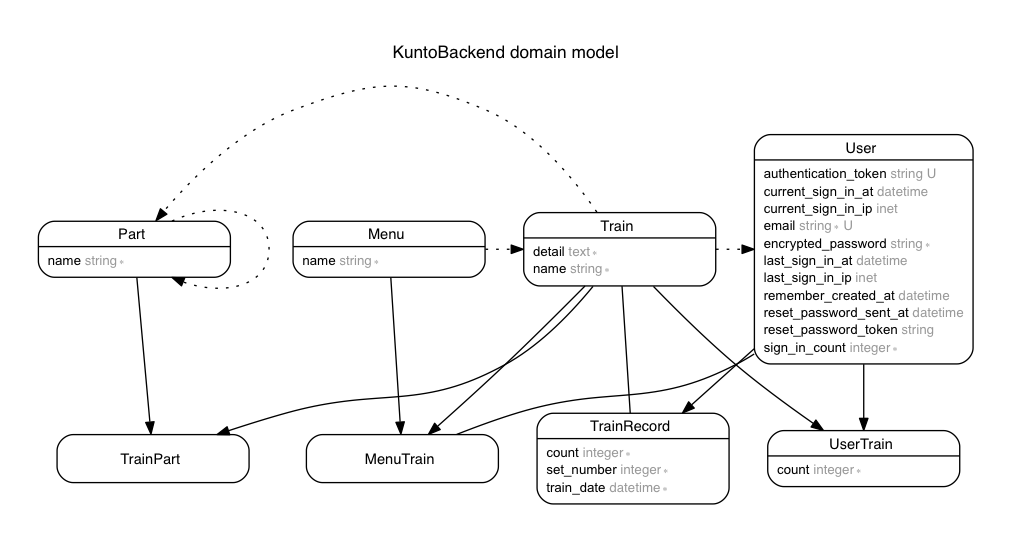 KuntoBackend domain model
User
authentication_token string U
current_sign_in_at datetime
current_sign_in_ip inet
email string * U
encrypted_password string *
last_sign_in_at datetime
last_sign_in_ip inet
remember_created_at datetime
reset_password_sent_at datetime
reset_password_token string
sign_in_count integer *
Part
name string *
Menu
name string *
Train
detail text *
name string *
TrainPart
MenuTrain
TrainRecord
count integer *
set_number integer *
train_date datetime *
UserTrain
count integer *